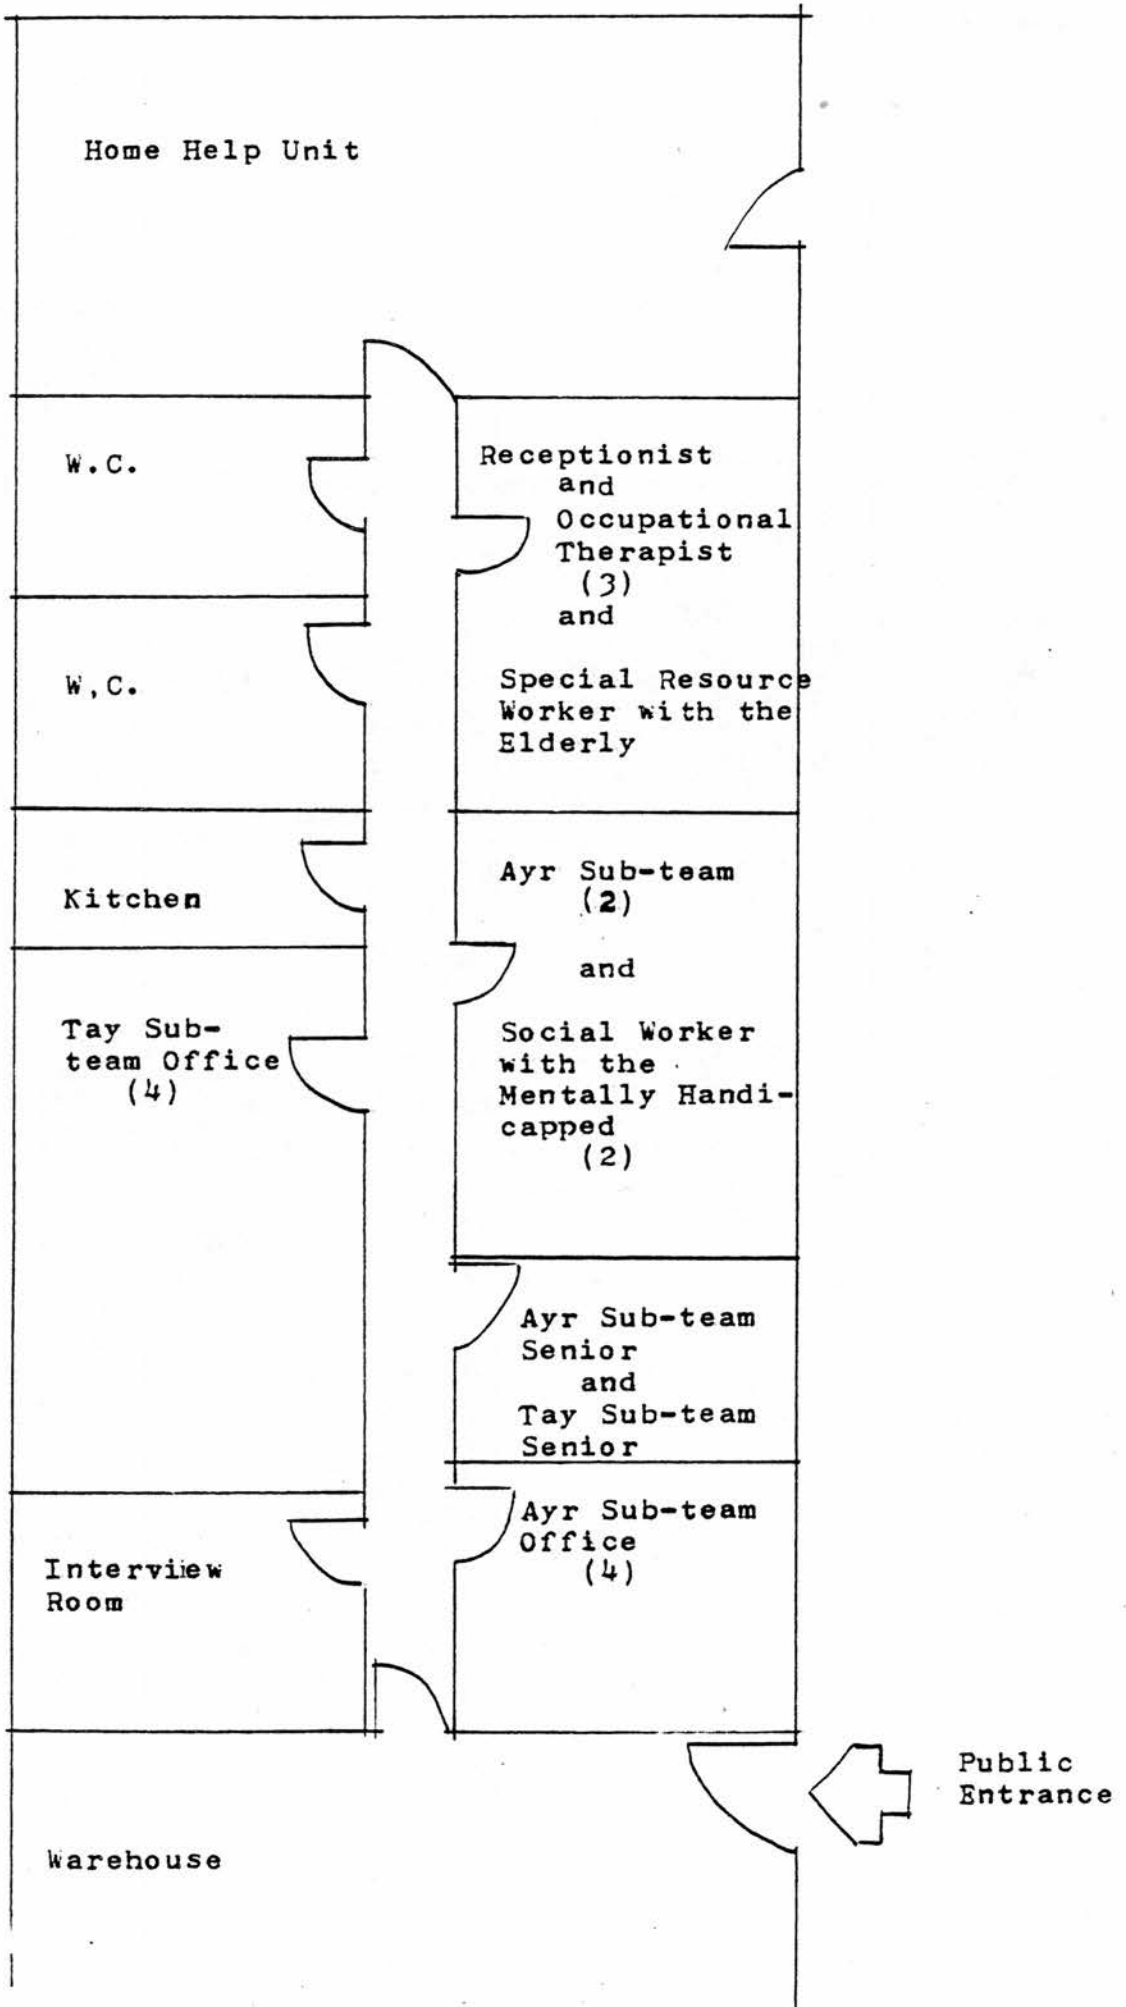 Home Help Unit
W.C.
Receptionist
and
Occupational
Therapist
(3)
and
W,C.
Special Resource
Worker with the
Elderly
Kitchen
Ayr Sub-team
(2)
and
Tay Sub-
team Office
(4)
Social Worker
with the
Mentally Handi-
capped
(2)
Ayr Sub-team
Senior
and
Tay Sub-team
Senior
Interview
Room
Ayr Sub-team
Office
(4)
Public
Entrance
Warehouse